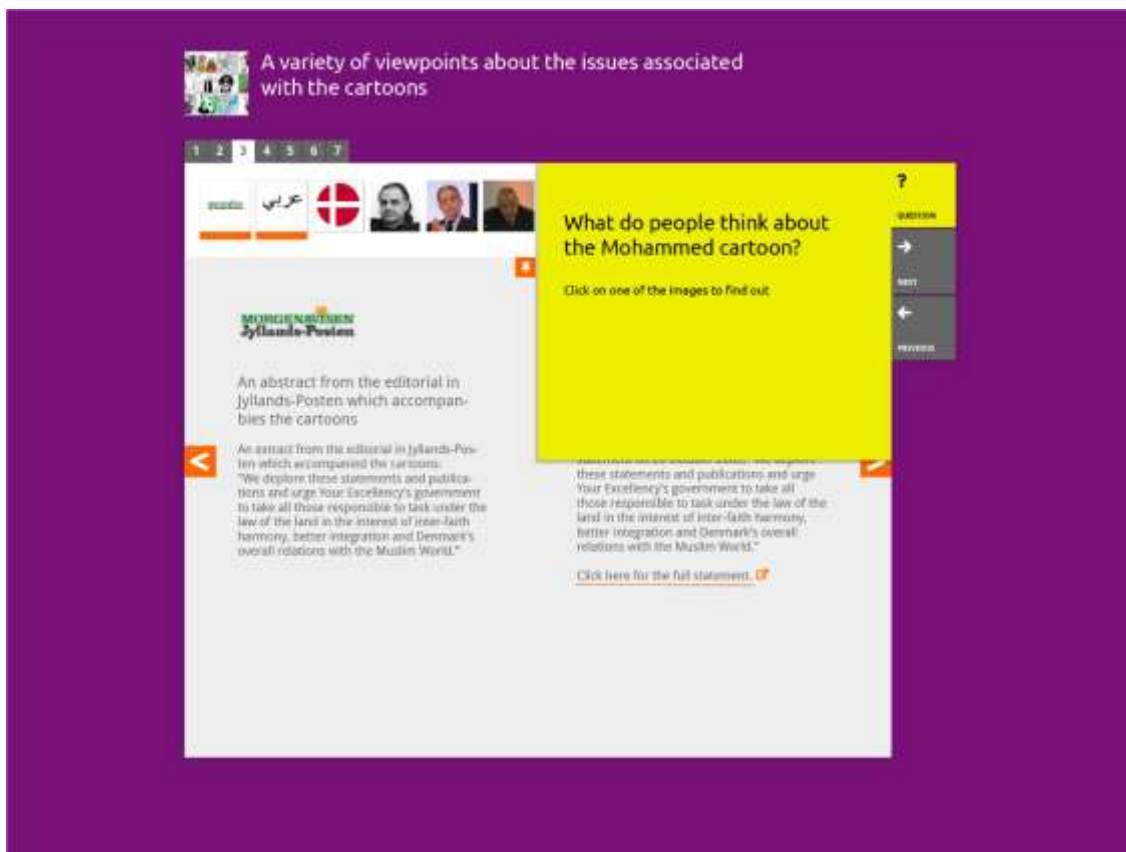 A variety of viewpoints about the issues associated
with the cartoons
1 2 3 4 5 6 7
عربي
What do people think about
the Mohammed cartoon?
Click on one of the images to find out
?
QUESTION
NEXT
PREVIOUS
MORGENAVISEN
Jyllands-Posten
An abstract from the editorial in
Jyllands-Posten which accompan-
bies the cartoons
An extract from the editorial in Jyllands-Pos-
ten which accompanied the cartoons:
"We deplore these statements and publica-
tions and urge Your Excellency's government
to take all those responsible to task under the
law of the land in the interest of inter-faith
harmony, better integration and Denmark's
overall relations with the Muslim World."
these statements and publications and urge
Your Excellency's government to take all
those responsible to task under the law of the
land in the interest of inter-faith harmony,
better integration and Denmark's overall
relations with the Muslim World."
Click here for the full statement.